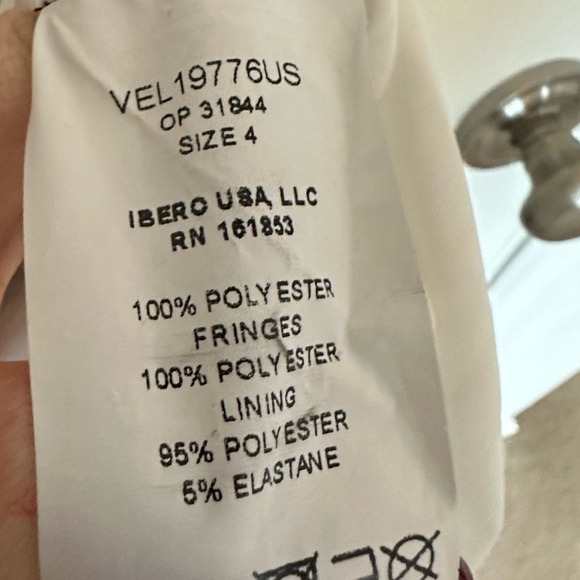 VEL19776US
OP 31844
SIZE 4
IBERO USA, LLC
RN 161853
100% POLYESTER
FRINGES
100% POLYESTER
LINING
95% POLYESTER
5% ELASTANE